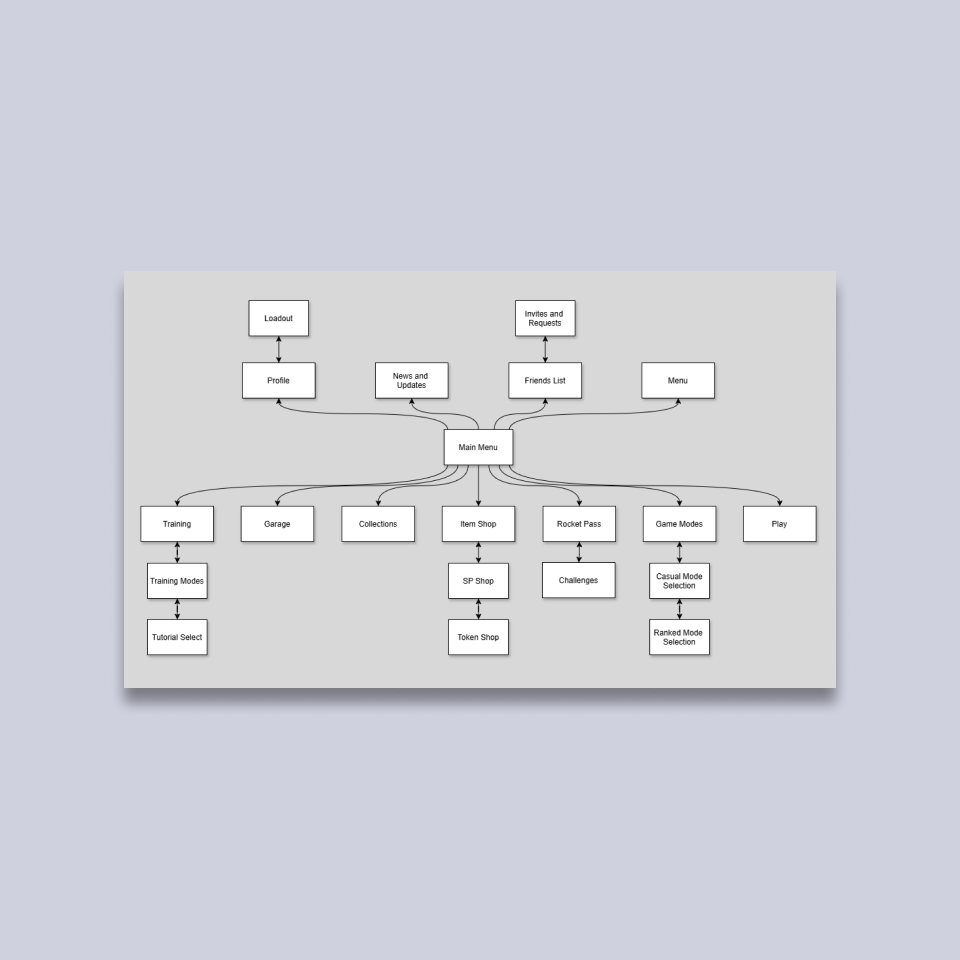 Loadout
Invites and
Requests
Profile
News and
Updates
Friends List
Menu
Main Menu
Training
Garage
Collections
Item Shop
Rocket Pass
Game Modes
Play
Training Modes
SP Shop
Challenges
Casual Mode
Selection
Tutorial Select
Token Shop
Ranked Mode
Selection